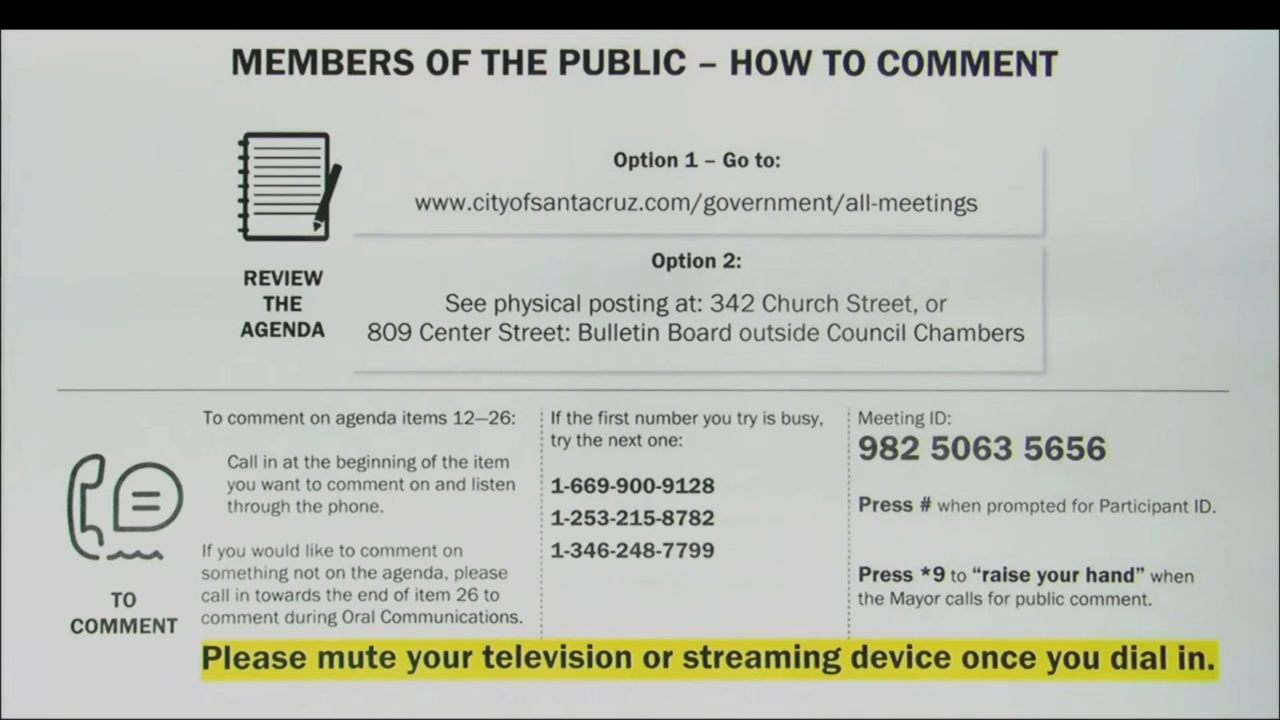 MEMBERS OF THE PUBLIC – HOW TO COMMENT
REVIEW
THE
AGENDA
Option 1 – Go to:
www.cityofsantacruz.com/government/all-meetings
Option 2:
See physical posting at: 342 Church Street, or
809 Center Street: Bulletin Board outside Council Chambers
TO
COMMENT
To comment on agenda items 12–26:
Call in at the beginning of the item
you want to comment on and listen
through the phone.
If you would like to comment on
something not on the agenda, please
call in towards the end of item 26 to
comment during Oral Communications.
If the first number you try is busy,
try the next one:
1-669-900-9128
1-253-215-8782
1-346-248-7799
Meeting ID:
982 5063 5656
Press # when prompted for Participant ID.
Press *9 to “raise your hand” when
the Mayor calls for public comment.
Please mute your television or streaming device once you dial in.